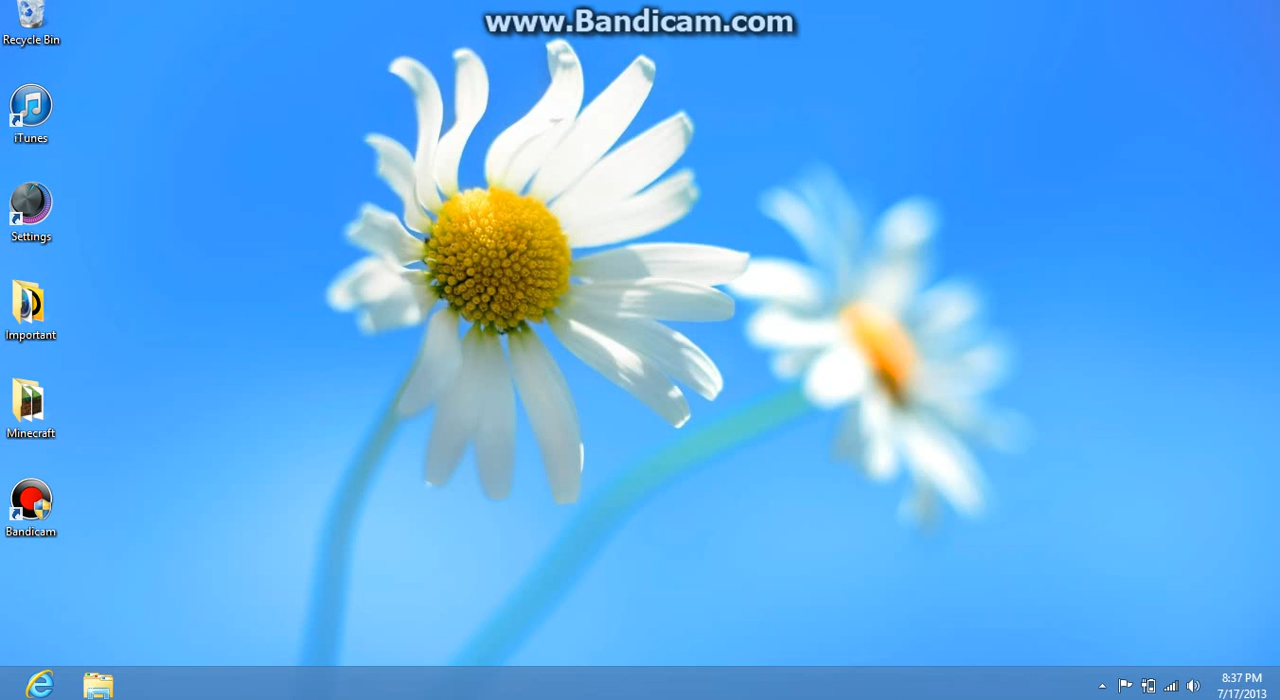 www.Bandicam.com
Recycle Bin
iTunes
Settings
Important
Minecraft
Bandicam
8:37 PM
7/17/2013